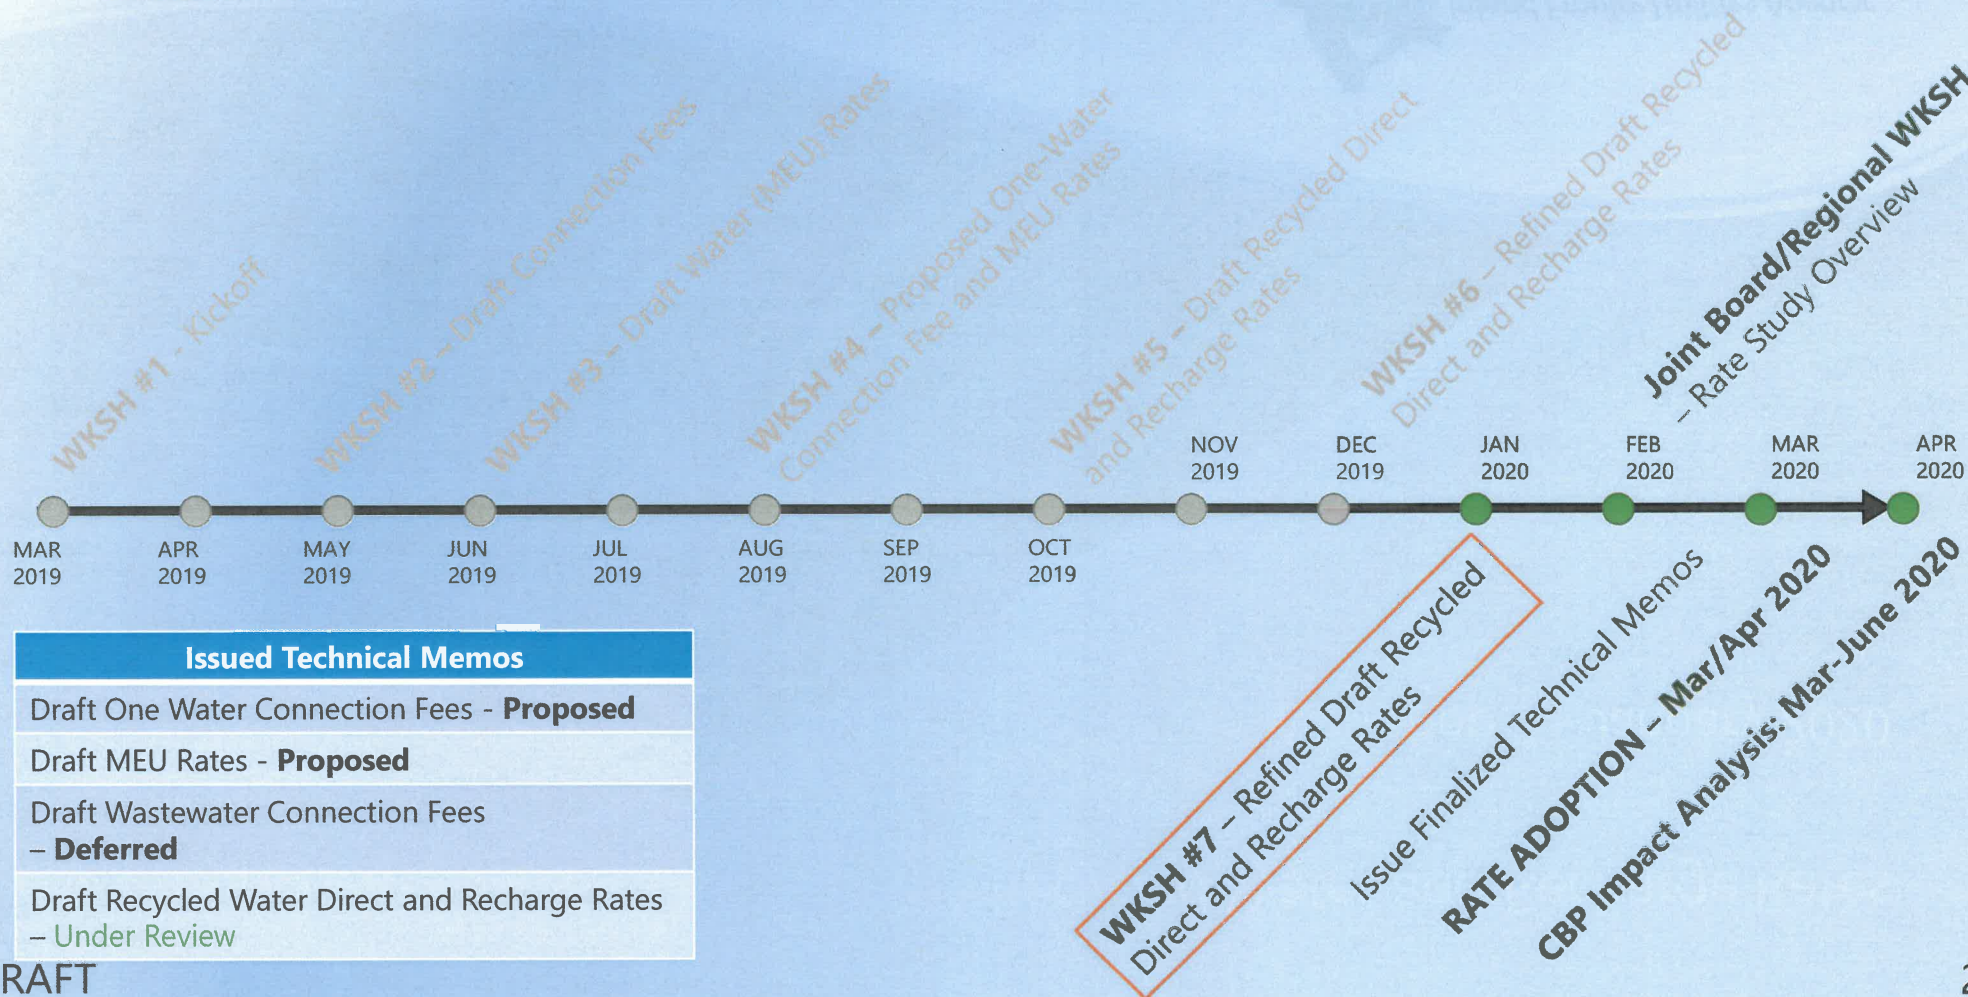 WKSH #1 - Kickoff
WKSH #2 – Draft Connection Fees
WKSH #3 – Draft Water (MEU) Rates
WKSH #4 – Proposed One-Water
Connection Fee and MEU Rates
WKSH #5 – Draft Recycled Direct
and Recharge Rates
WKSH #6 – Refined Draft Recycled
Direct and Recharge Rates
Joint Board/Regional WKSH
– Rate Study Overview
NOV
2019
DEC
2019
JAN
2020
FEB
2020
MAR
2020
APR
2020
MAR
2019
APR
2019
MAY
2019
JUN
2019
JUL
2019
AUG
2019
SEP
2019
OCT
2019
WKSH #7 – Refined Draft Recycled
Direct and Recharge Rates
Issue Finalized Technical Memos
RATE ADOPTION – Mar/Apr 2020
CBP Impact Analysis: Mar-June 2020
Issued Technical Memos
Draft One Water Connection Fees - Proposed
Draft MEU Rates - Proposed
Draft Wastewater Connection Fees
– Deferred
Draft Recycled Water Direct and Recharge Rates
– Under Review
RAFT